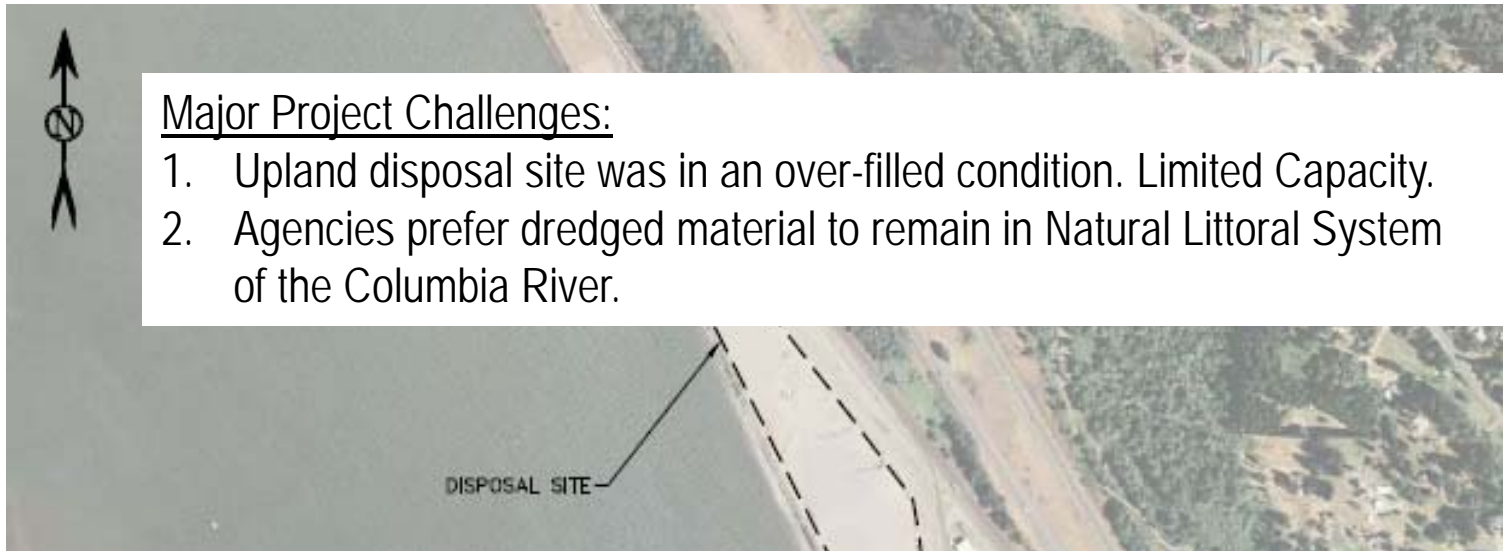 N
Major Project Challenges:
1. Upland disposal site was in an over-filled condition. Limited Capacity.
2. Agencies prefer dredged material to remain in Natural Littoral System
of the Columbia River.
DISPOSAL SITE